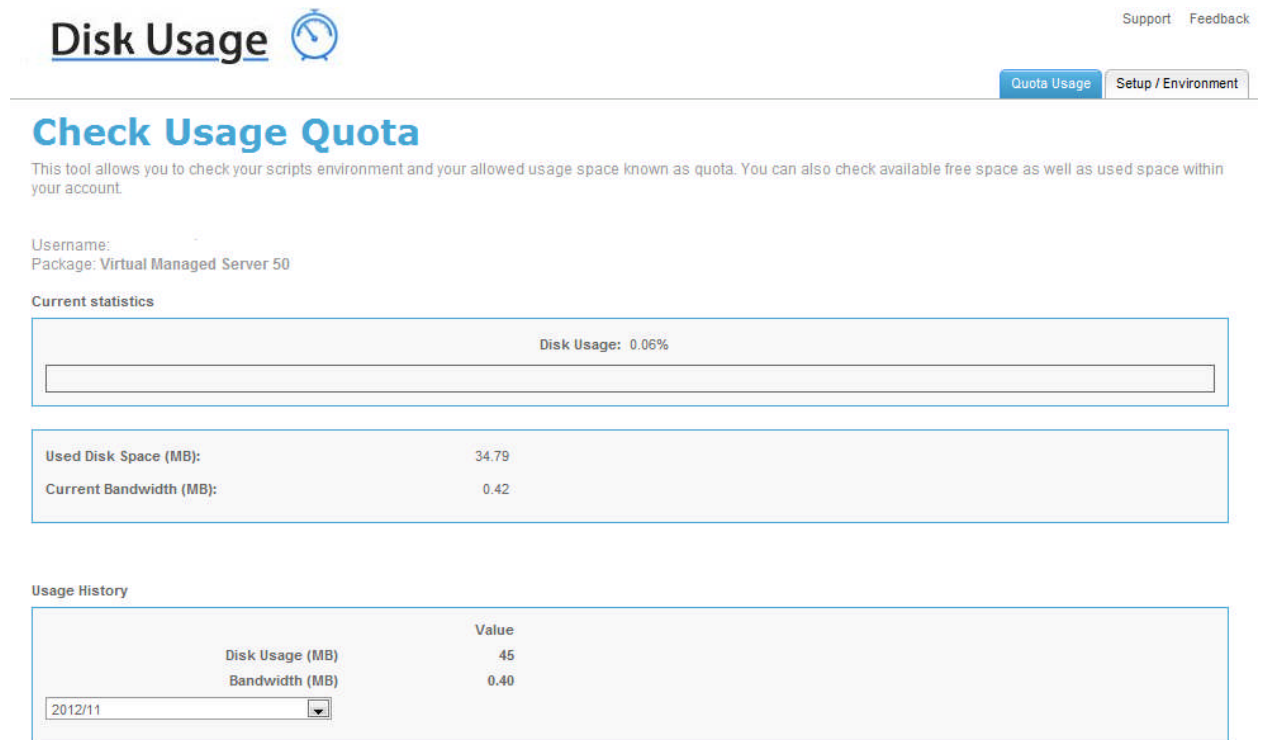 Disk Usage
Support Feedback
Quota Usage
Setup / Environment
Check Usage Quota
This tool allows you to check your scripts environment and your allowed usage space known as quota. You can also check available free space as well as used space within
your account.
Username:
Package: Virtual Managed Server 50
Current statistics
Disk Usage: 0.06%
Used Disk Space (MB): 34.79
Current Bandwidth (MB): 0.42
Usage History
Value
Disk Usage (MB) 45
Bandwidth (MB) 0.40
2012/11